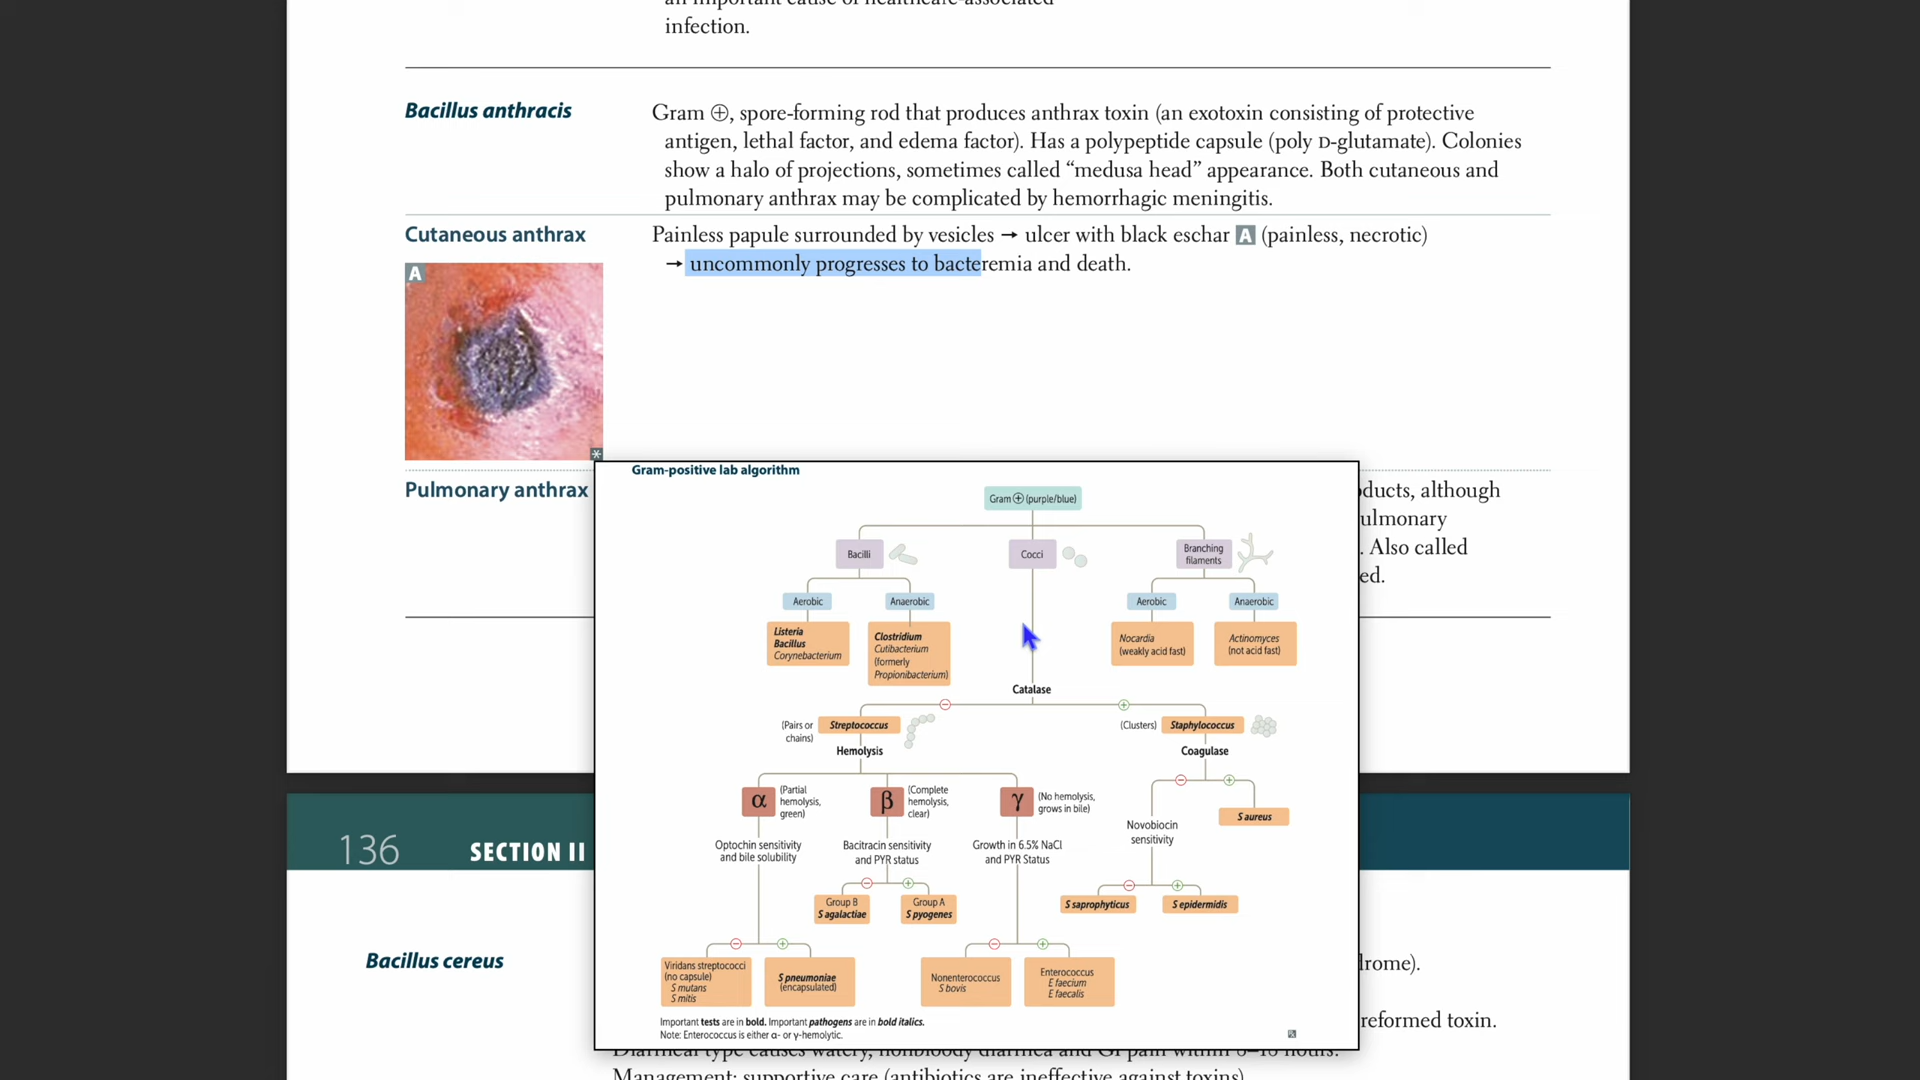 infection.
Bacillus anthracis
Gram ⊕, spore-forming rod that produces anthrax toxin (an exotoxin consisting of protective
antigen, lethal factor, and edema factor). Has a polypeptide capsule (poly D-glutamate). Colonies
show a halo of projections, sometimes called “medusa head” appearance. Both cutaneous and
pulmonary anthrax may be complicated by hemorrhagic meningitis.
Cutaneous anthrax
Painless papule surrounded by vesicles → ulcer with black eschar A (painless, necrotic)
→ uncommonly progresses to bacteremia and death.
A
Pulmonary anthrax
oducts, although
ulmonary
. Also called
ed.
Gram-positive lab algorithm
Gram ⊕ (purple/blue)
Bacilli
Cocci
Branching
filaments
Aerobic
Anaerobic
Aerobic
Anaerobic
Listeria
Bacillus
Corynebacterium
Clostridium
Cutibacterium
(formerly
Propionibacterium)
Nocardia
(weakly acid fast)
Actinomyces
(not acid fast)
Catalase
(Pairs or
chains)
Streptococcus
(Clusters)
Staphylococcus
Hemolysis
Coagulase
α
(Partial
hemolysis,
green)
β
(Complete
hemolysis,
clear)
γ
(No hemolysis,
grows in bile)
S aureus
Novobiocin
sensitivity
Optochin sensitivity
and bile solubility
Bacitracin sensitivity
and PYR status
Growth in 6.5% NaCl
and PYR Status
Group B
S agalactiae
Group A
S pyogenes
S saprophyticus
S epidermidis
Viridans streptococci
(no capsule)
S mutans
S mitis
S pneumoniae
(encapsulated)
Nonenterococcus
S bovis
Enterococcus
E faecium
E faecalis
Important tests are in bold. Important pathogens are in bold italics.
Note: Enterococcus is either α- or γ-hemolytic.
136
SECTION II
Bacillus cereus
drome).
reformed toxin.